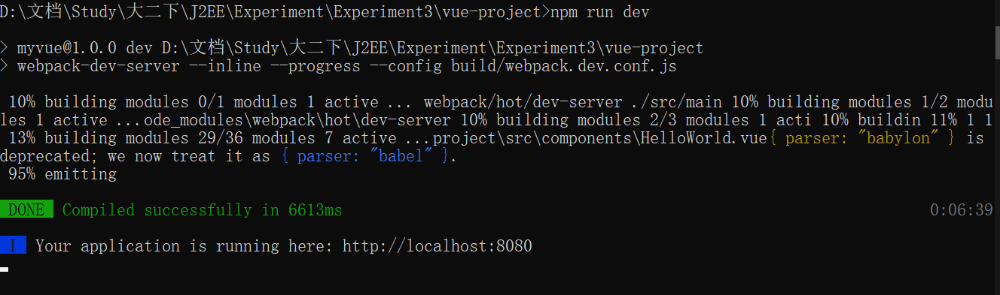 D:\文档\Study\大二下\J2EE\Experiment\Experiment3\vue-project>npm run dev
> myvue@1.0.0 dev D:\文档\Study\大二下\J2EE\Experiment\Experiment3\vue-project
> webpack-dev-server --inline --progress --config build/webpack.dev.conf.js
10% building modules 0/1 modules 1 active ... webpack/hot/dev-server ./src/main 10% building modules 1/2 modu
les 1 active ...ode_modules\webpack\hot\dev-server 10% building modules 2/3 modules 1 acti 10% buildin 11% 1 1
13% building modules 29/36 modules 7 active ...project\src\components\HelloWorld.vue{ parser: "babylon" } is
deprecated; we now treat it as { parser: "babel" }.
95% emitting
DONE Compiled successfully in 6613ms 0:06:39
I Your application is running here: http://localhost:8080